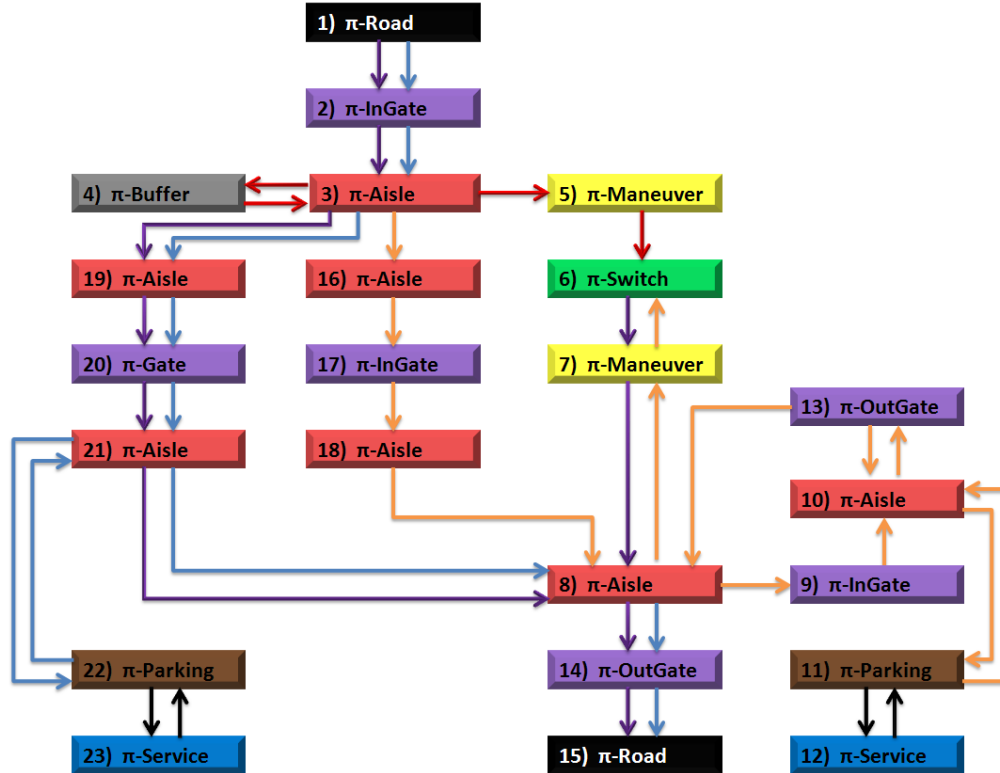 1) π-Road
2) π-InGate
4) π-Buffer
3) π-Aisle
5) π-Maneuver
19) π-Aisle
16) π-Aisle
6) π-Switch
20) π-Gate
17) π-InGate
7) π-Maneuver
13) π-OutGate
21) π-Aisle
18) π-Aisle
10) π-Aisle
8) π-Aisle
9) π-InGate
22) π-Parking
14) π-OutGate
11) π-Parking
23) π-Service
15) π-Road
12) π-Service